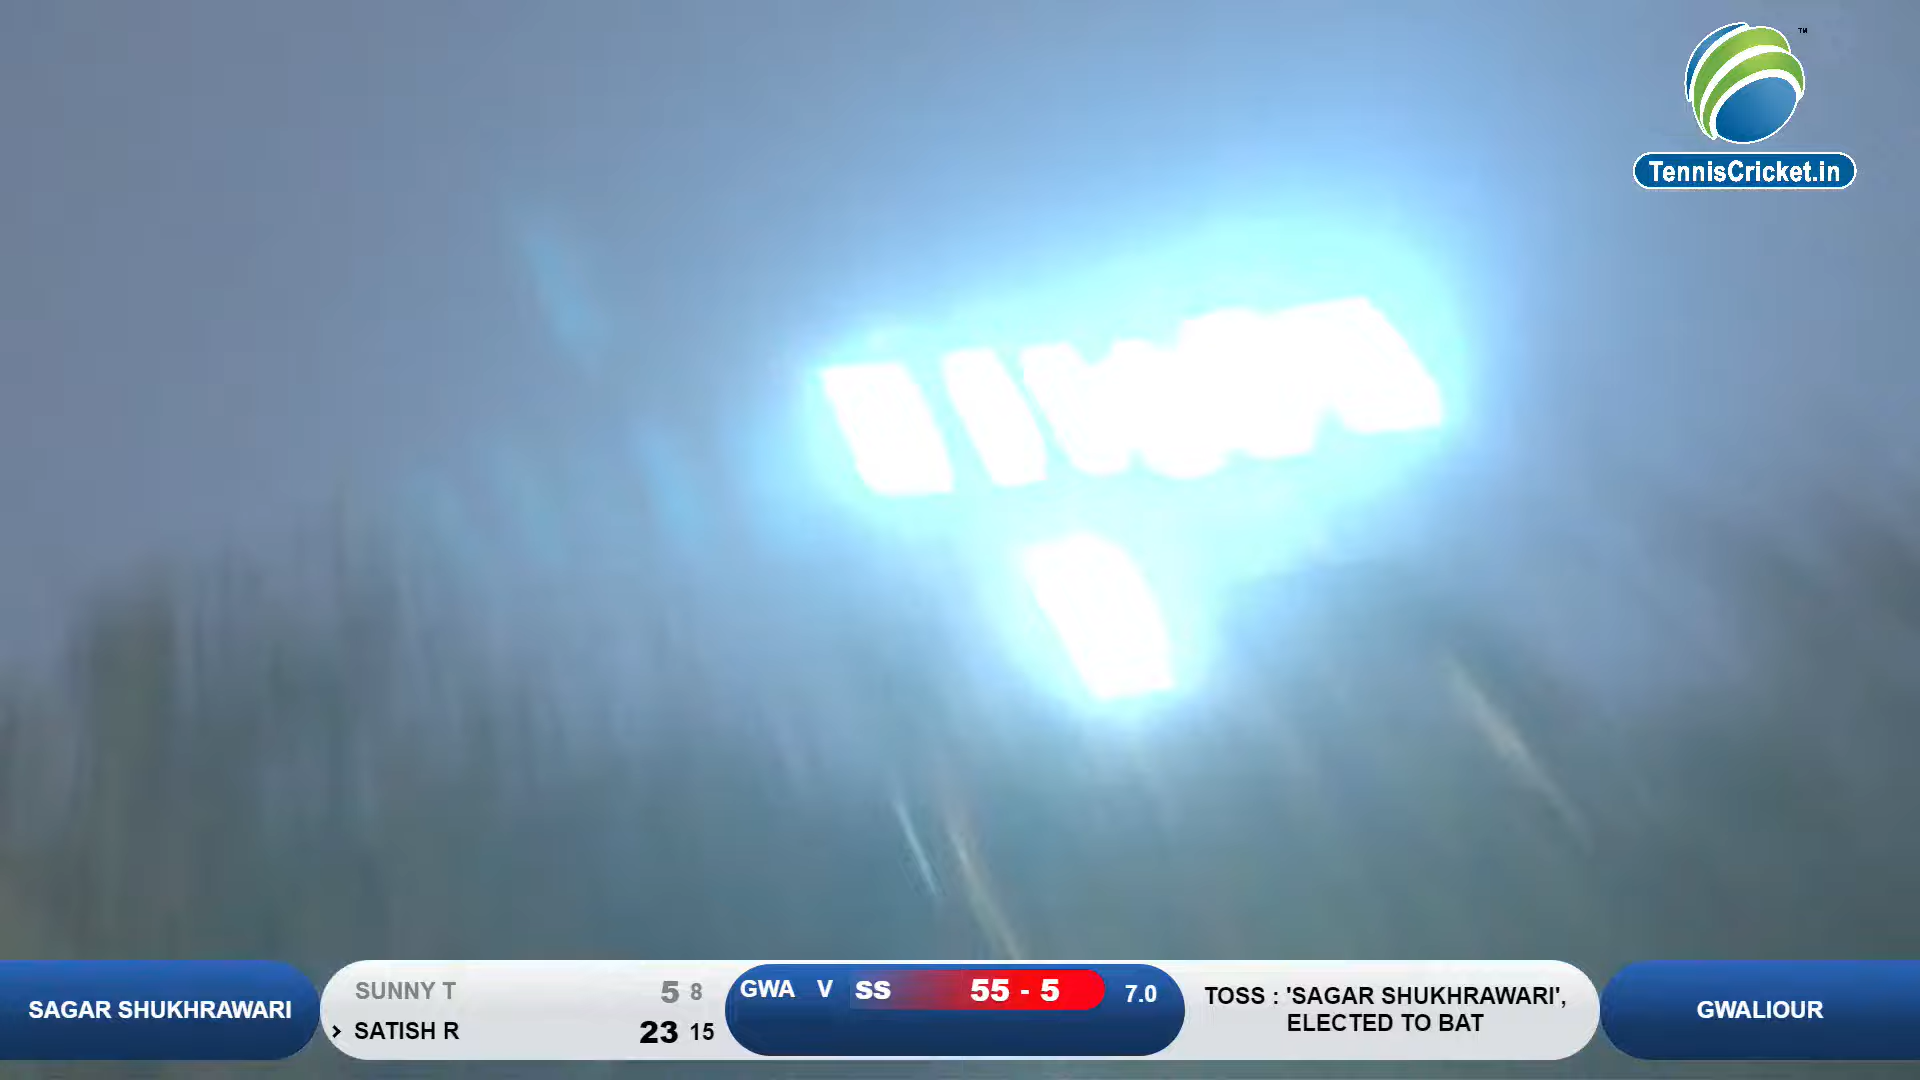 TM
TennisCricket.in
SAGAR SHUKHRAWARI
SUNNY T 5 8
> SATISH R 23 15
GWA V SS 55 - 5 7.0
TOSS : 'SAGAR SHUKHRAWARI',
ELECTED TO BAT
GWALIOUR